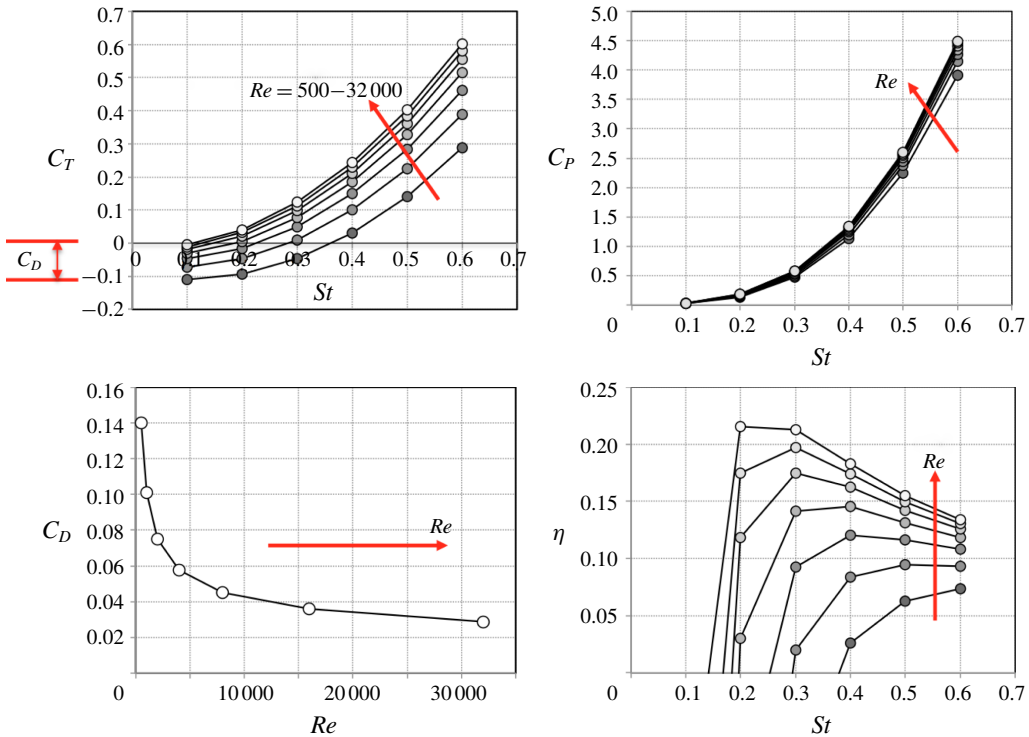 0.7
0.6
0.5
0.4
0.3
0.2
0.1
0
−0.1
−0.2
C_T
C_D
Re = 500−32 000
0.1 0.2 0.3 0.4 0.5 0.6 0.7
St
5.0
4.5
4.0
3.5
3.0
2.5
2.0
1.5
1.0
0.5
0
C_P
Re
0.1 0.2 0.3 0.4 0.5 0.6 0.7
St
0.16
0.14
0.12
0.10
0.08
0.06
0.04
0.02
0
C_D
Re
10 000 20 000 30 000
Re
0.25
0.20
0.15
0.10
0.05
0
η
Re
0.1 0.2 0.3 0.4 0.5 0.6 0.7
St